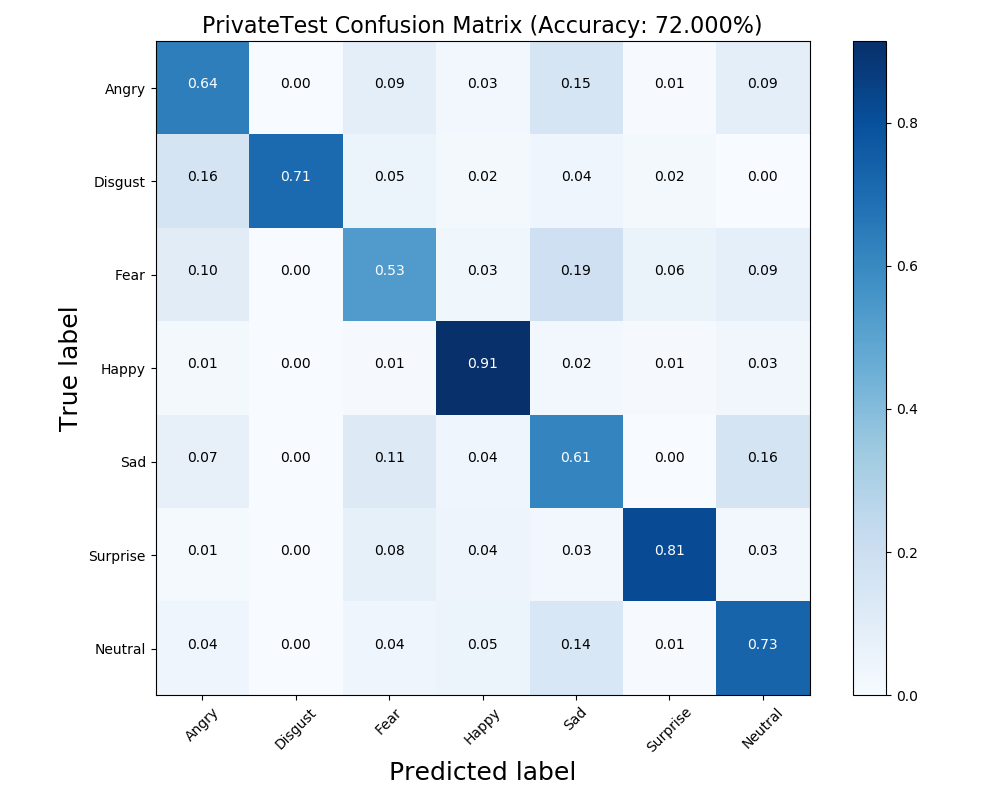 PrivateTest Confusion Matrix (Accuracy: 72.000%)
Angry 0.64 0.00 0.09 0.03 0.15 0.01 0.09
Disgust 0.16 0.71 0.05 0.02 0.04 0.02 0.00
Fear 0.10 0.00 0.53 0.03 0.19 0.06 0.09
Happy 0.01 0.00 0.01 0.91 0.02 0.01 0.03
Sad 0.07 0.00 0.11 0.04 0.61 0.00 0.16
Surprise 0.01 0.00 0.08 0.04 0.03 0.81 0.03
Neutral 0.04 0.00 0.04 0.05 0.14 0.01 0.73
True label
Angry Disgust Fear Happy Sad Surprise Neutral
Predicted label
0.8
0.6
0.4
0.2
0.0